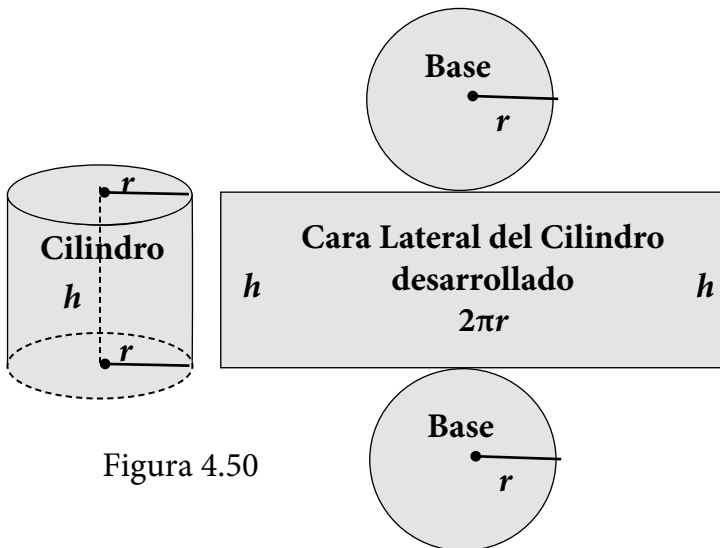 r
Cilindro
h
r
Figura 4.50
Base
r
Cara Lateral del Cilindro
desarrollado
h
h
2πr
Base
r